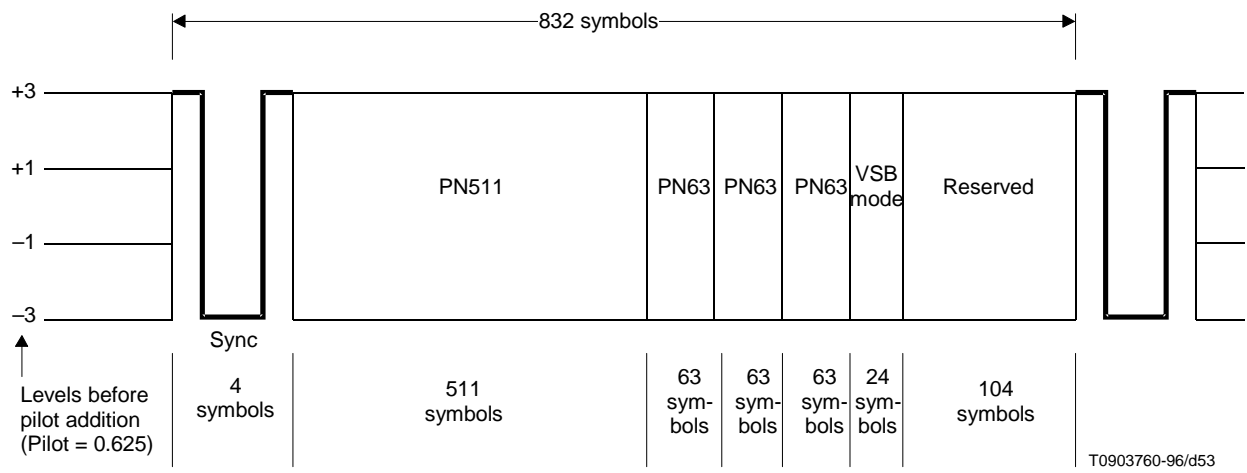 832 symbols
+3
+1
–1
–3
PN511
PN63
PN63
PN63
VSB
mode
Reserved
Sync
Levels before
pilot addition
(Pilot = 0.625)
4
symbols
511
symbols
63
sym-
bols
63
sym-
bols
63
sym-
bols
24
sym-
bols
104
symbols
T0903760-96/d53